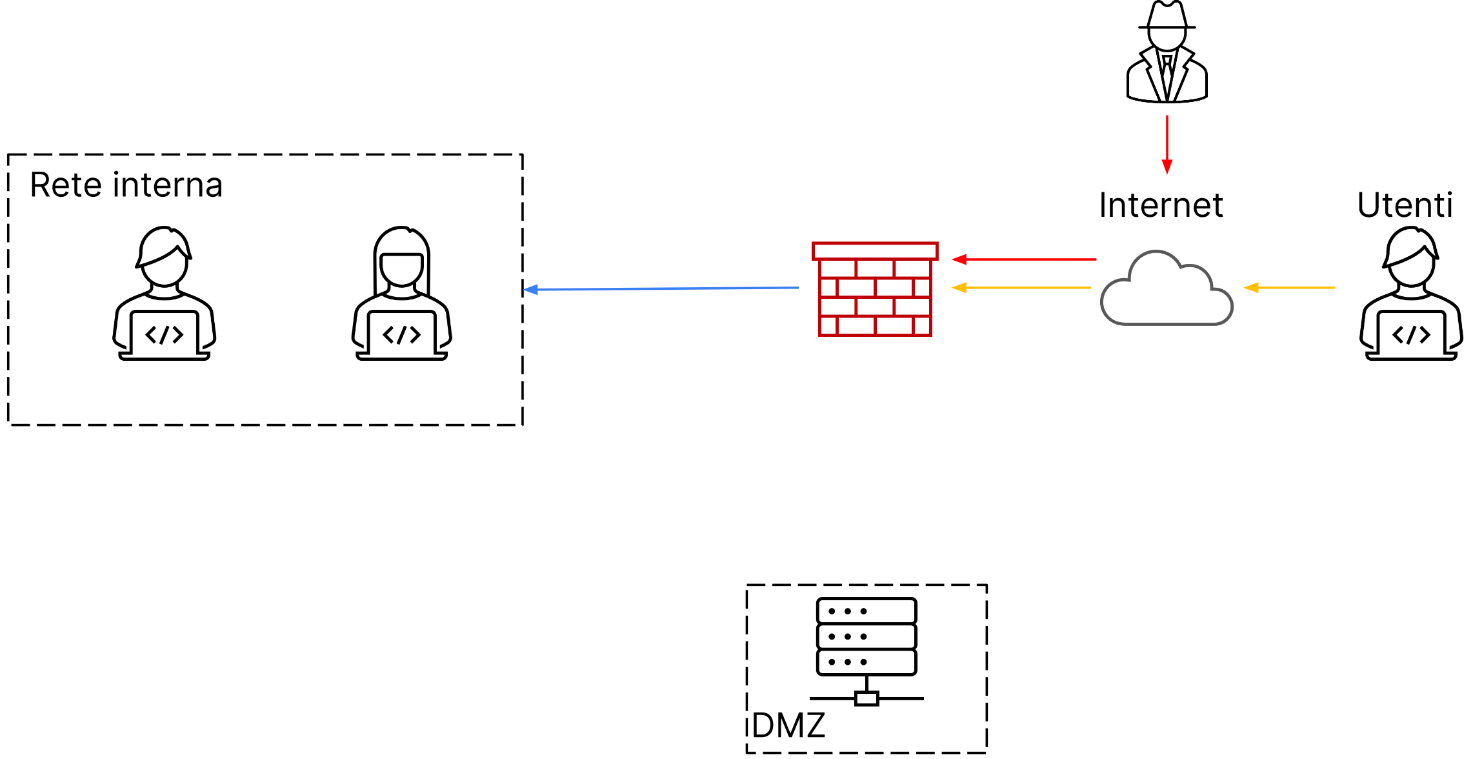 Rete interna
Internet
Utenti
</>
</>
</>
DMZ